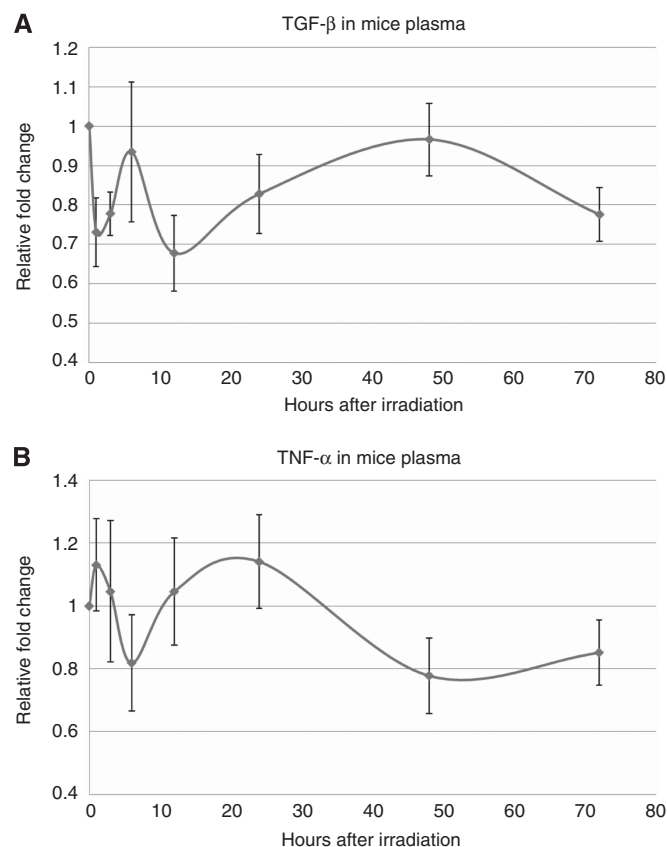 A
TGF-β in mice plasma
1.2
1.1
1
0.9
0.8
0.7
0.6
0.5
0.4
Relative fold change
0 10 20 30 40 50 60 70 80
Hours after irradiation
B
TNF-α in mice plasma
1.4
1.2
1
0.8
0.6
0.4
Relative fold change
0 10 20 30 40 50 60 70 80
Hours after irradiation